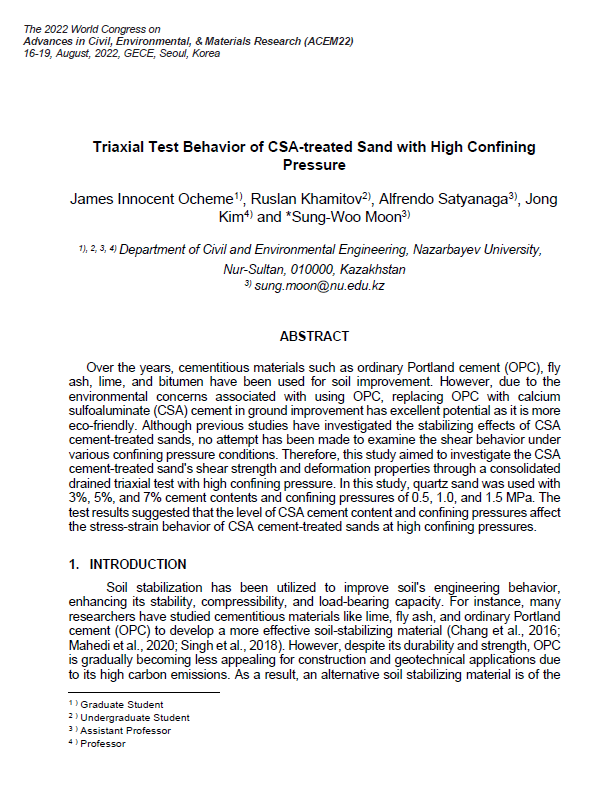 The 2022 World Congress on
Advances in Civil, Environmental, & Materials Research (ACEM22)
16-19, August, 2022, GECE, Seoul, Korea
Triaxial Test Behavior of CSA-treated Sand with High Confining
Pressure
James Innocent Ocheme1), Ruslan Khamitov2), Alfrendo Satyanaga3), Jong
Kim4) and *Sung-Woo Moon3)
1), 2, 3, 4) Department of Civil and Environmental Engineering, Nazarbayev University,
Nur-Sultan, 010000, Kazakhstan
3) sung.moon@nu.edu.kz
ABSTRACT
Over the years, cementitious materials such as ordinary Portland cement (OPC), fly
ash, lime, and bitumen have been used for soil improvement. However, due to the
environmental concerns associated with using OPC, replacing OPC with calcium
sulfoaluminate (CSA) cement in ground improvement has excellent potential as it is more
eco-friendly. Although previous studies have investigated the stabilizing effects of CSA
cement-treated sands, no attempt has been made to examine the shear behavior under
various confining pressure conditions. Therefore, this study aimed to investigate the CSA
cement-treated sand's shear strength and deformation properties through a consolidated
drained triaxial test with high confining pressure. In this study, quartz sand was used with
3%, 5%, and 7% cement contents and confining pressures of 0.5, 1.0, and 1.5 MPa. The
test results suggested that the level of CSA cement content and confining pressures affect
the stress-strain behavior of CSA cement-treated sands at high confining pressures.
1. INTRODUCTION
Soil stabilization has been utilized to improve soil's engineering behavior,
enhancing its stability, compressibility, and load-bearing capacity. For instance, many
researchers have studied cementitious materials like lime, fly ash, and ordinary Portland
cement (OPC) to develop a more effective soil-stabilizing material (Chang et al., 2016;
Mahedi et al., 2020; Singh et al., 2018). However, despite its durability and strength, OPC
is gradually becoming less appealing for construction and geotechnical applications due
to its high carbon emissions. As a result, an alternative soil stabilizing material is of the
1 ) Graduate Student
2 ) Undergraduate Student
3 ) Assistant Professor
4 ) Professor